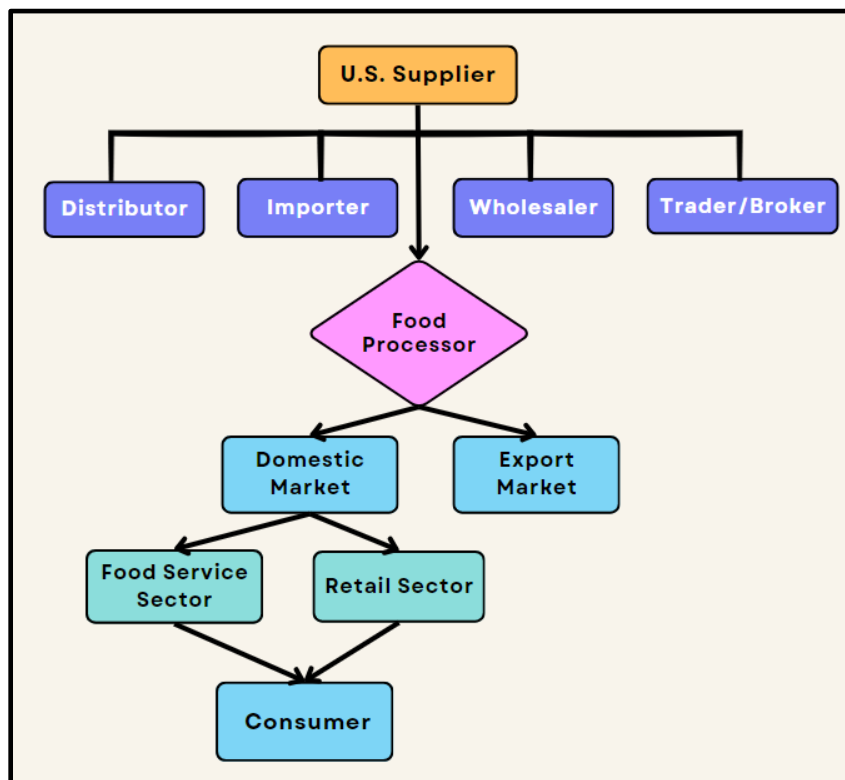 U.S. Supplier
Distributor
Importer
Wholesaler
Trader/Broker
Food
Processor
Domestic
Market
Export
Market
Food Service
Sector
Retail Sector
Consumer